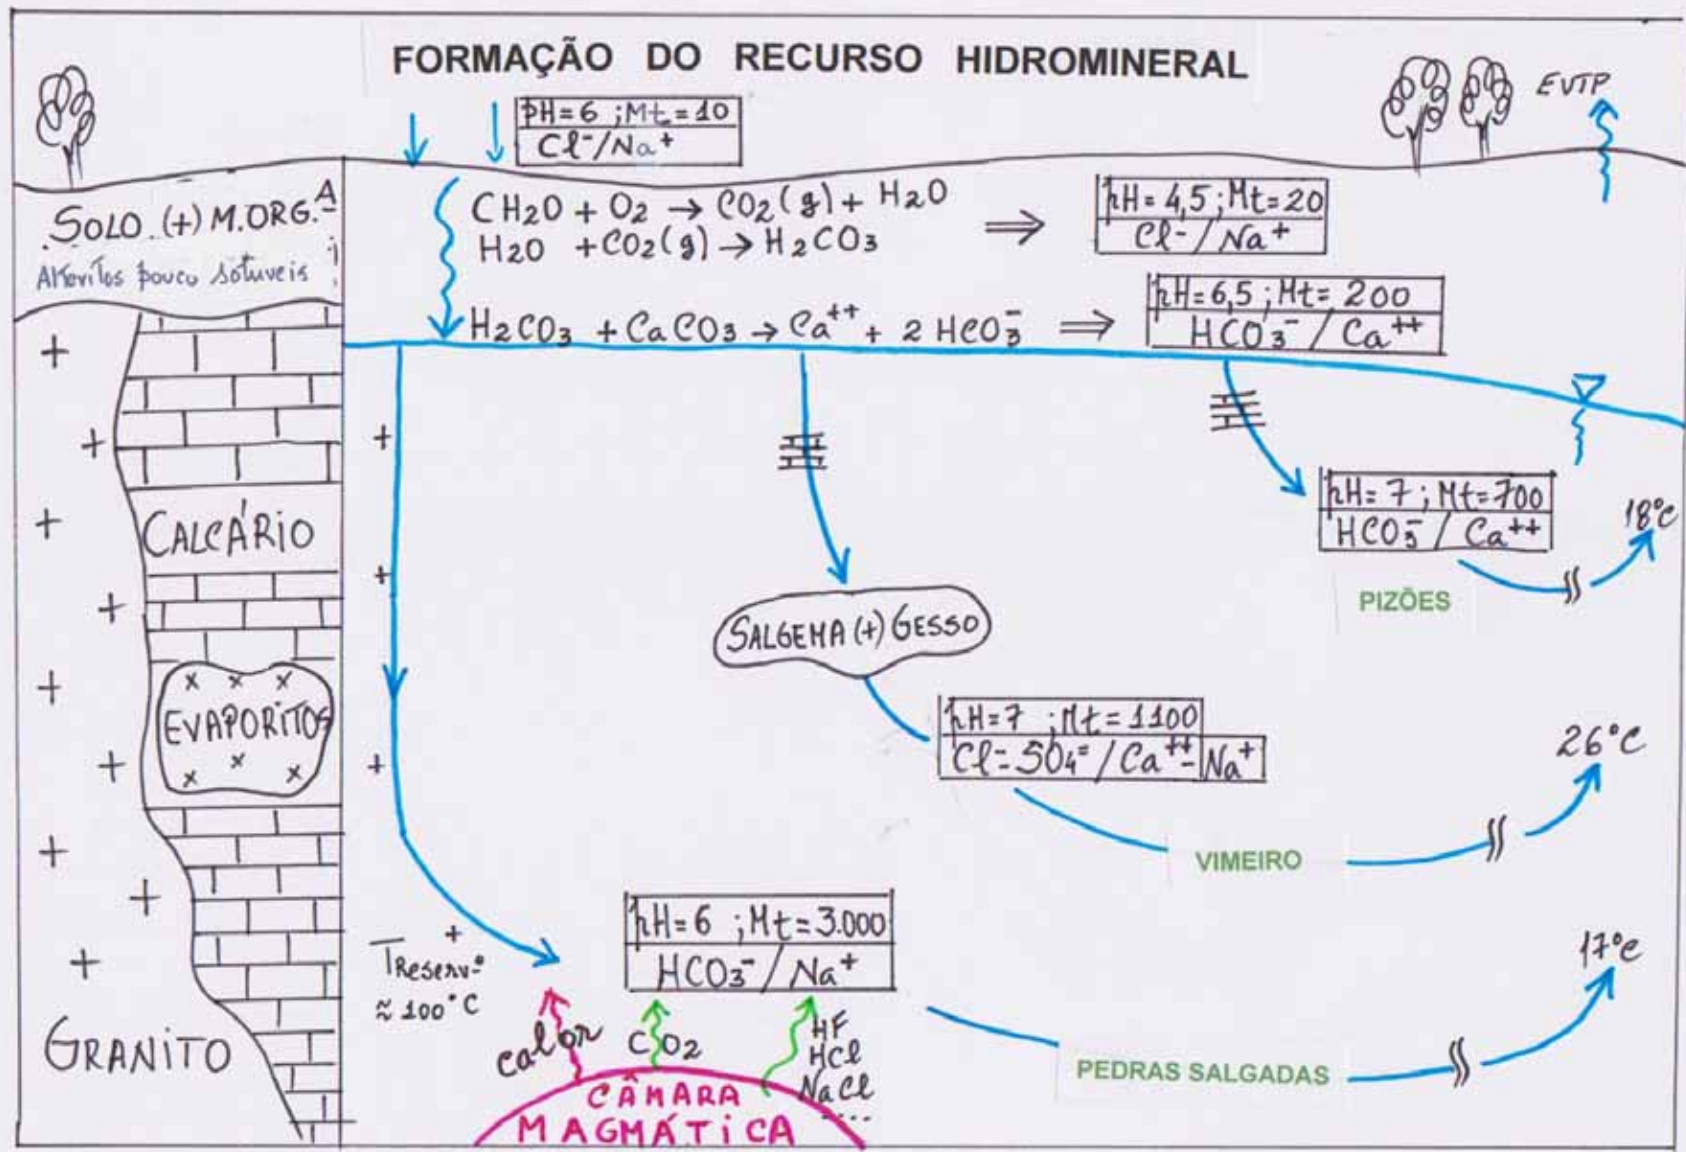 FORMAÇÃO DO RECURSO HIDROMINERAL
EVTP
pH=6 ; Mt=10
Cl⁻/Na⁺
SOLO (+) M.ORG.ᴬ
Alteritos pouco solúveis
CH2O + O2 → CO2(g) + H2O
H2O + CO2(g) → H2CO3
⇒
pH=4,5 ; Mt=20
Cl⁻/Na⁺
H2CO3 + CaCO3 → Ca⁺⁺ + 2 HCO3⁻
⇒
pH=6,5 ; Mt=200
HCO3⁻ / Ca⁺⁺
pH=7 ; Mt=700
HCO3⁻ / Ca⁺⁺
18°C
PIZÕES
CALCÁRIO
SALGEMA (+) GESSO
EVAPORITOS
pH=7 ; Mt=1100
Cl⁻-SO4⁼ / Ca⁺⁺-Na⁺
26°C
VIMEIRO
pH=6 ; Mt=3.000
HCO3⁻ / Na⁺
TReserv.º
≈100°C
17°C
GRANITO
calor
CO2
HF
HCl
NaCl
....
PEDRAS SALGADAS
CÂMARA
MAGMÁTICA